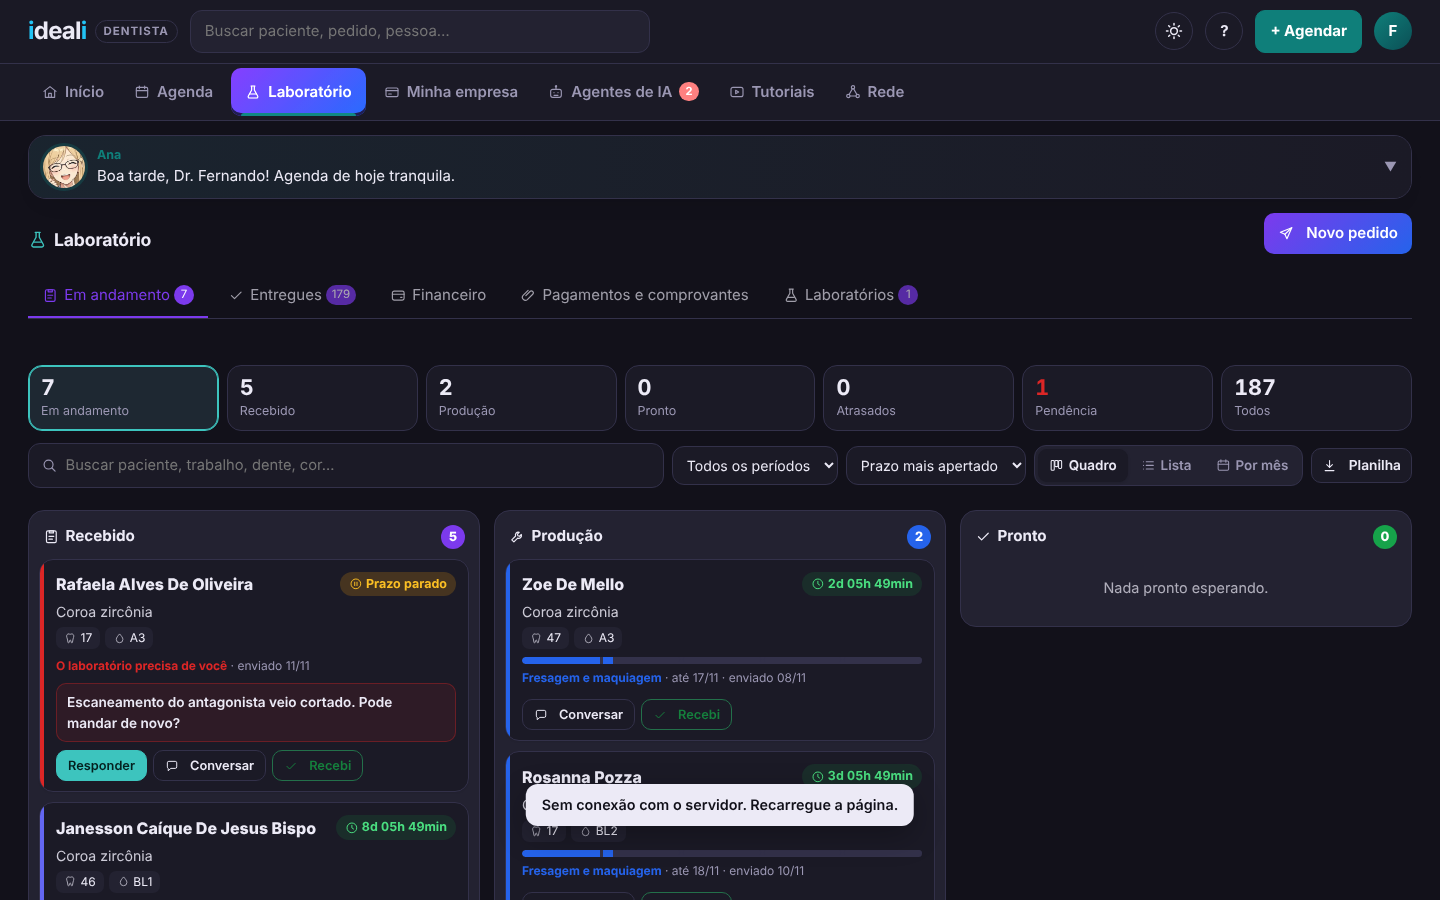 ideali DENTISTA Buscar paciente, pedido, pessoa... ? + Agendar F
Início Agenda Laboratório Minha empresa Agentes de IA 2 Tutoriais Rede
Ana
Boa tarde, Dr. Fernando! Agenda de hoje tranquila.
Laboratório Novo pedido
Em andamento 7 Entregues 179 Financeiro Pagamentos e comprovantes Laboratórios 1
7 5 2 0 0 1 187
Em andamento Recebido Produção Pronto Atrasados Pendência Todos
Buscar paciente, trabalho, dente, cor... Todos os períodos Prazo mais apertado Quadro Lista Por mês Planilha
Recebido 5
Rafaela Alves De Oliveira Prazo parado
Coroa zircônia
17 A3
O laboratório precisa de você · enviado 11/11
Escaneamento do antagonista veio cortado. Pode
mandar de novo?
Responder Conversar Recebi
Janesson Caíque De Jesus Bispo 8d 05h 49min
Coroa zircônia
46 BL1
Produção 2
Zoe De Mello 2d 05h 49min
Coroa zircônia
47 A3
Fresagem e maquiagem · até 17/11 · enviado 08/11
Conversar Recebi
Rosanna Pozza 3d 05h 49min
Sem conexão com o servidor. Recarregue a página.
17 BL2
Fresagem e maquiagem · até 18/11 · enviado 10/11
Pronto 0
Nada pronto esperando.